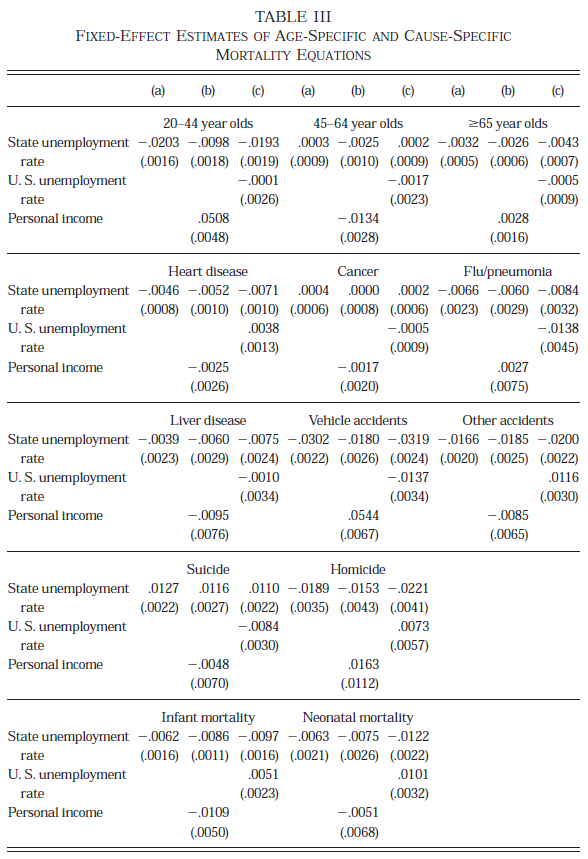 TABLE III
FIXED-EFFECT ESTIMATES OF AGE-SPECIFIC AND CAUSE-SPECIFIC
MORTALITY EQUATIONS
(a) (b) (c) (a) (b) (c) (a) (b) (c)
20–44 year olds 45–64 year olds ≥65 year olds
State unemployment −.0203 −.0098 −.0193 .0003 −.0025 .0002 −.0032 −.0026 −.0043
rate (.0016) (.0018) (.0019) (.0009) (.0010) (.0009) (.0005) (.0006) (.0007)
U. S. unemployment −.0001 −.0017 −.0005
rate (.0026) (.0023) (.0009)
Personal income .0508 −.0134 .0028
(.0048) (.0028) (.0016)
Heart disease Cancer Flu/pneumonia
State unemployment −.0046 −.0052 −.0071 .0004 .0000 .0002 −.0066 −.0060 −.0084
rate (.0008) (.0010) (.0010) (.0006) (.0008) (.0006) (.0023) (.0029) (.0032)
U. S. unemployment .0038 −.0005 −.0138
rate (.0013) (.0009) (.0045)
Personal income −.0025 −.0017 .0027
(.0026) (.0020) (.0075)
Liver disease Vehicle accidents Other accidents
State unemployment −.0039 −.0060 −.0075 −.0302 −.0180 −.0319 −.0166 −.0185 −.0200
rate (.0023) (.0029) (.0024) (.0022) (.0026) (.0024) (.0020) (.0025) (.0022)
U. S. unemployment −.0010 −.0137 .0116
rate (.0034) (.0034) (.0030)
Personal income −.0095 .0544 −.0085
(.0076) (.0067) (.0065)
Suicide Homicide
State unemployment .0127 .0116 .0110 −.0189 −.0153 −.0221
rate (.0022) (.0027) (.0022) (.0035) (.0043) (.0041)
U. S. unemployment −.0084 .0073
rate (.0030) (.0057)
Personal income −.0048 .0163
(.0070) (.0112)
Infant mortality Neonatal mortality
State unemployment −.0062 −.0086 −.0097 −.0063 −.0075 −.0122
rate (.0016) (.0011) (.0016) (.0021) (.0026) (.0022)
U. S. unemployment .0051 .0101
rate (.0023) (.0032)
Personal income −.0109 −.0051
(.0050) (.0068)